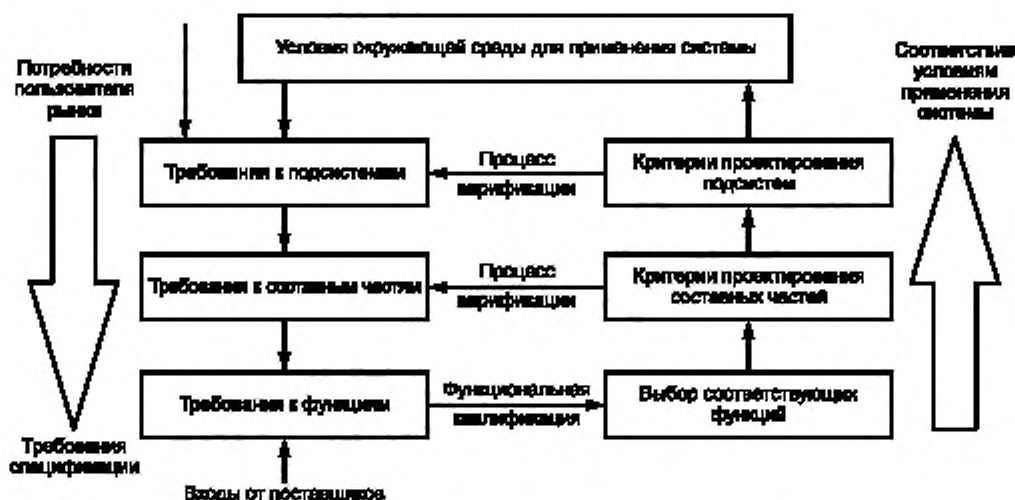 Условия окружающей среды для применения системы
Потребности
пользователя
рынка
Соответствие
условиям
применения
системы
Требования к подсистемам
Процесс
верификации
Критерии проектирования
подсистем
Требования к составным частям
Процесс
верификации
Критерии проектирования
составных частей
Требования к функциям
Функциональная
квалификация
Выбор соответствующих
функций
Требования
спецификации
Входы от поставщиков